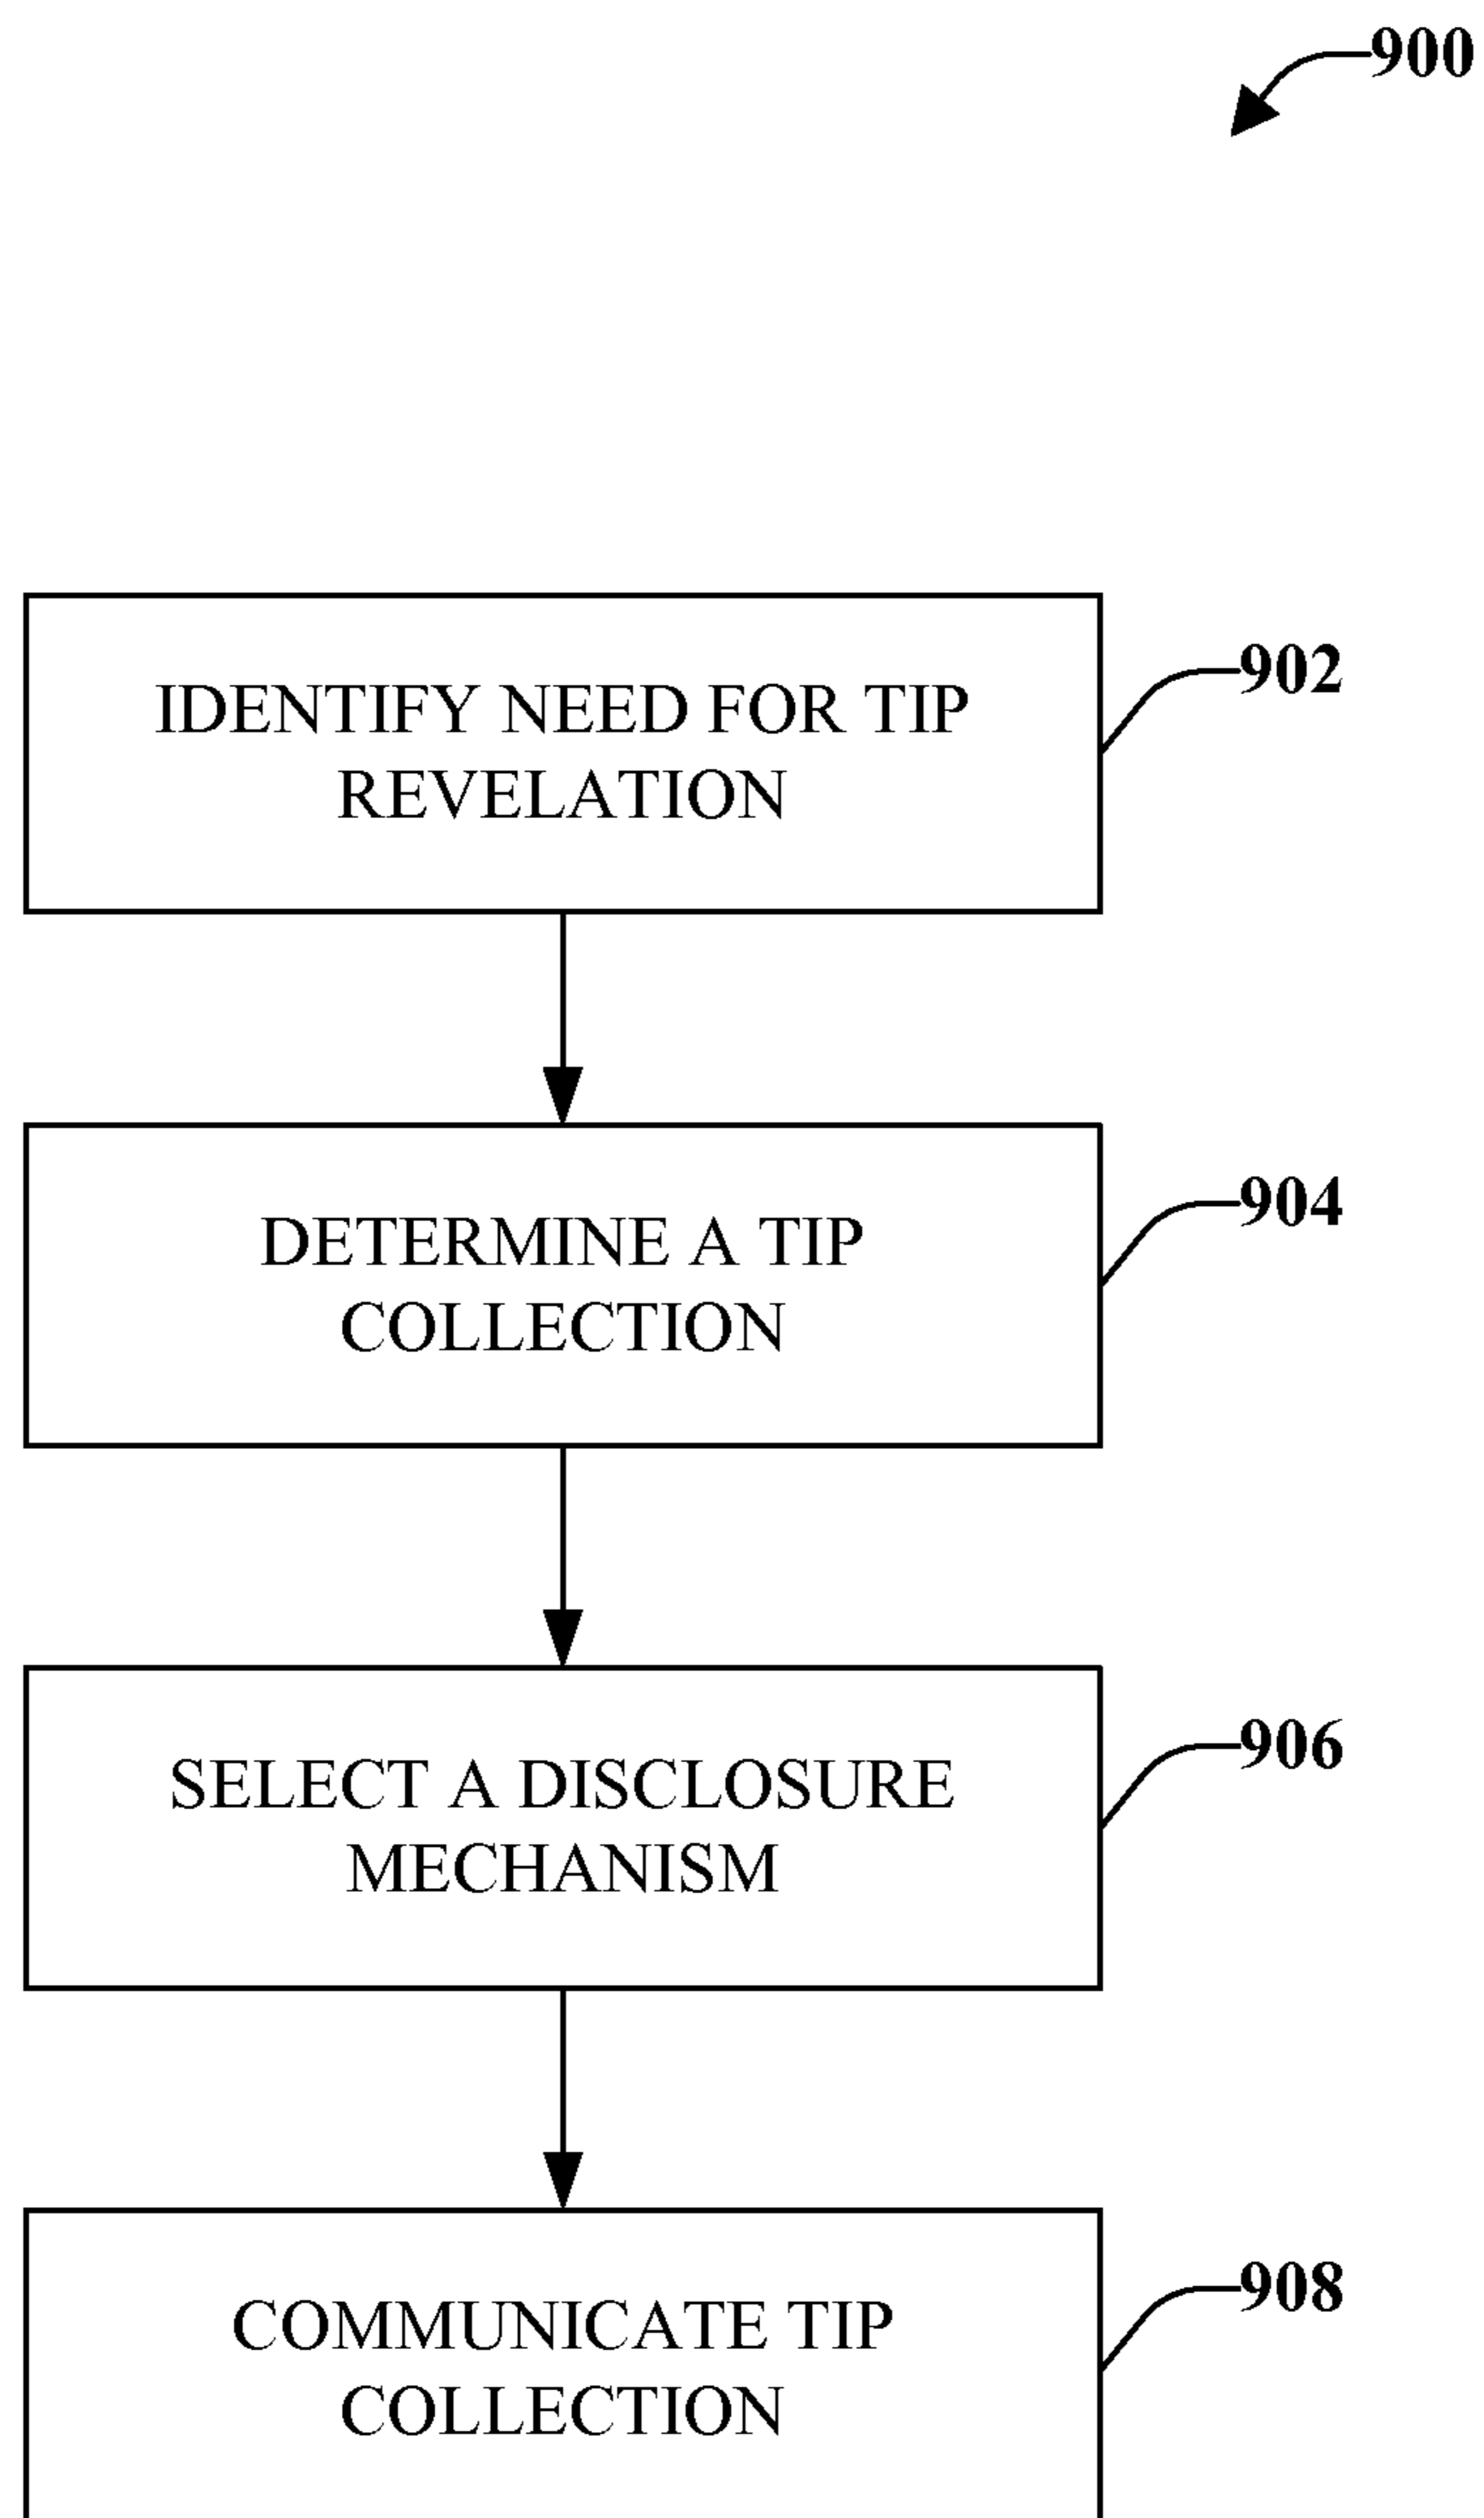 900
IDENTIFY NEED FOR TIP
REVELATION
902
DETERMINE A TIP
COLLECTION
904
SELECT A DISCLOSURE
MECHANISM
906
COMMUNICATE TIP
COLLECTION
908